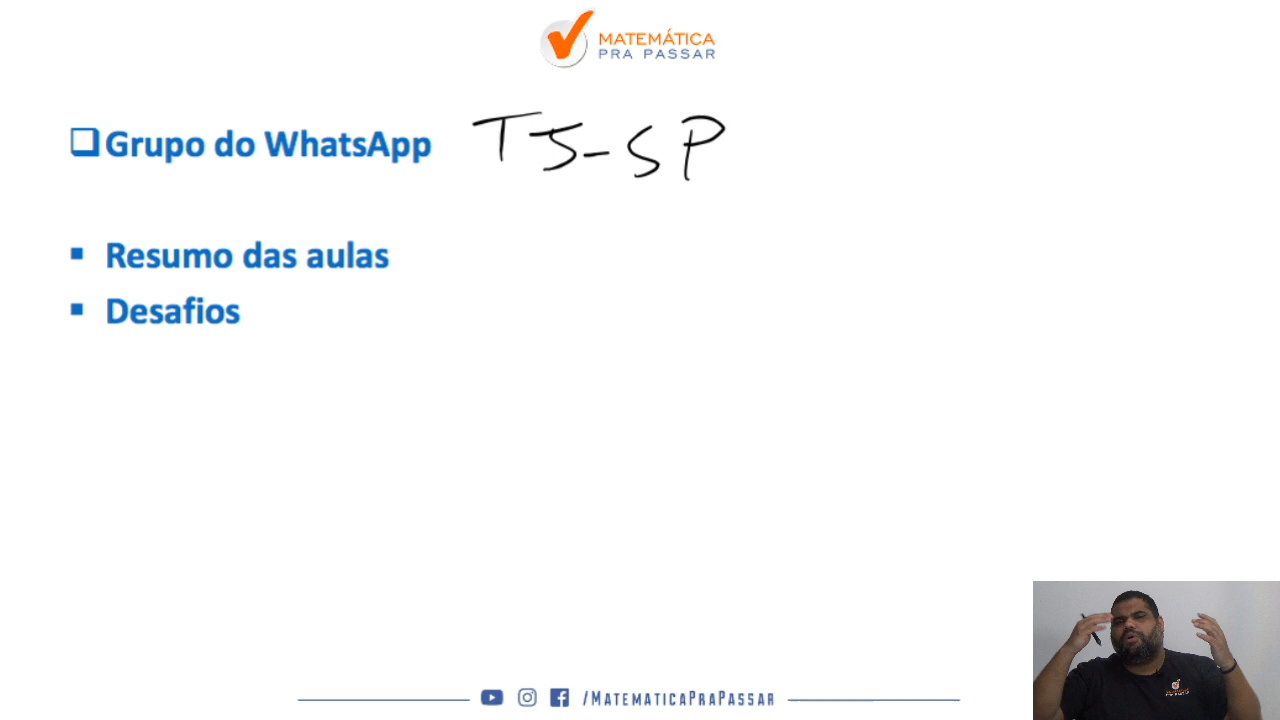 MATEMÁTICA
PRA PASSAR
Grupo do WhatsApp TJ-SP
Resumo das aulas
Desafios
/MATEMATICAPRAPASSAR